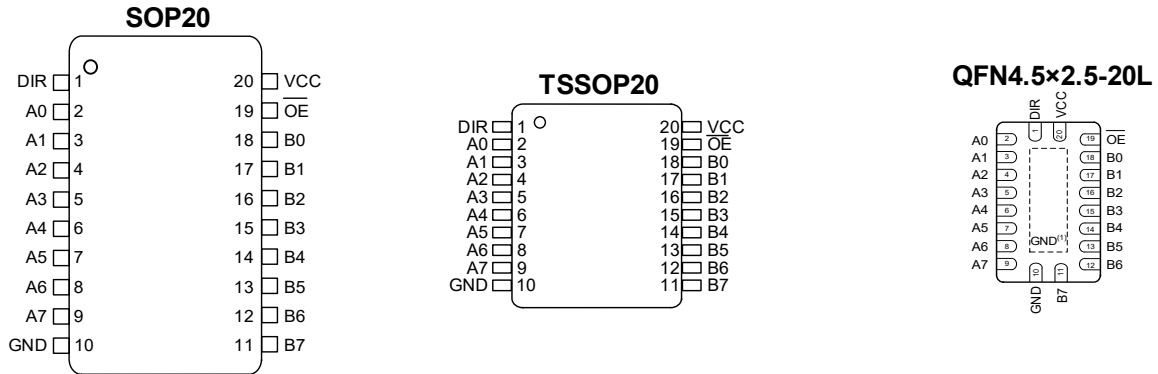 SOP20
DIR 1 20 VCC
A0 2 19 OE
A1 3 18 B0
A2 4 17 B1
A3 5 16 B2
A4 6 15 B3
A5 7 14 B4
A6 8 13 B5
A7 9 12 B6
GND 10 11 B7
TSSOP20
DIR 1 20 VCC
A0 2 19 OE
A1 3 18 B0
A2 4 17 B1
A3 5 16 B2
A4 6 15 B3
A5 7 14 B4
A6 8 13 B5
A7 9 12 B6
GND 10 11 B7
QFN4.5×2.5-20L
DIR VCC
1 20
A0 2 19 OE
A1 3 18 B0
A2 4 17 B1
A3 5 16 B2
A4 6 15 B3
A5 7 14 B4
GND(1)
A6 8 13 B5
A7 9 12 B6
10 11
GND B7